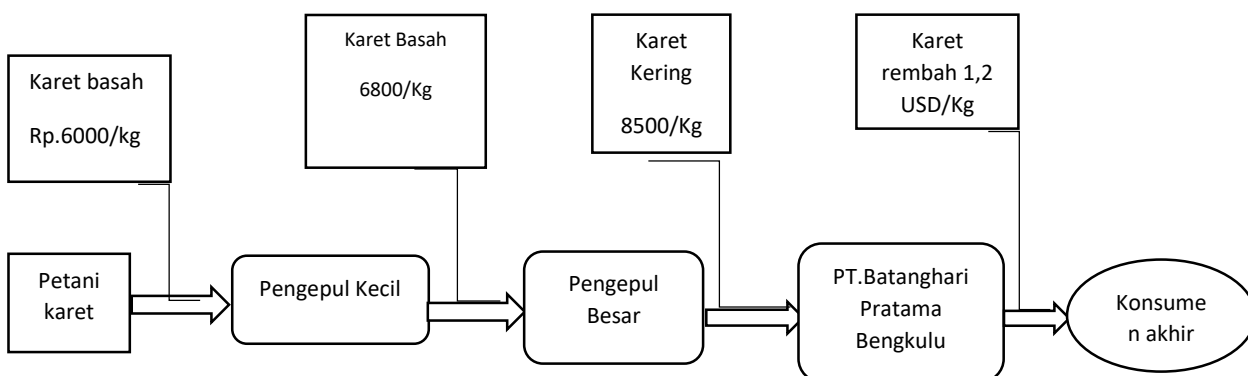 Karet basah
Rp.6000/kg
Karet Basah
6800/Kg
Karet
Kering
8500/Kg
Karet
rembah 1,2
USD/Kg
Petani
karet
Pengepul Kecil
Pengepul
Besar
PT.Batanghari
Pratama
Bengkulu
Konsume
n akhir